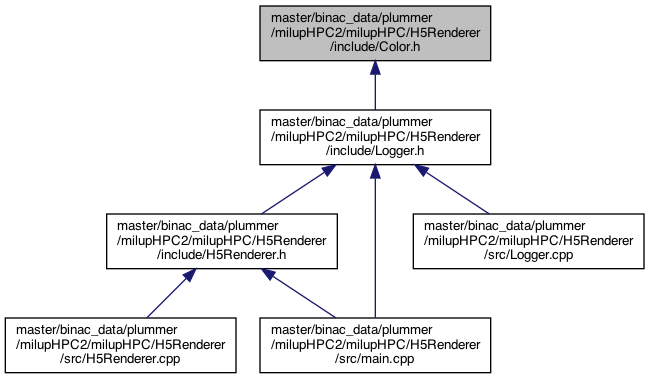 master/binac_data/plummer
/milupHPC2/milupHPC/H5Renderer
/include/Color.h
master/binac_data/plummer
/milupHPC2/milupHPC/H5Renderer
/include/Logger.h
master/binac_data/plummer
/milupHPC2/milupHPC/H5Renderer
/include/H5Renderer.h
master/binac_data/plummer
/milupHPC2/milupHPC/H5Renderer
/src/Logger.cpp
master/binac_data/plummer
/milupHPC2/milupHPC/H5Renderer
/src/H5Renderer.cpp
master/binac_data/plummer
/milupHPC2/milupHPC/H5Renderer
/src/main.cpp